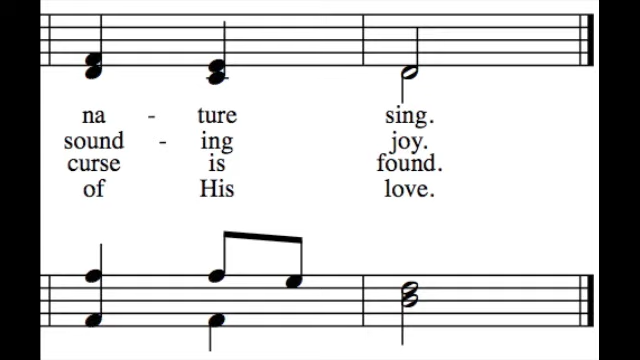 na - ture sing.
sound - ing joy.
curse is found.
of His love.